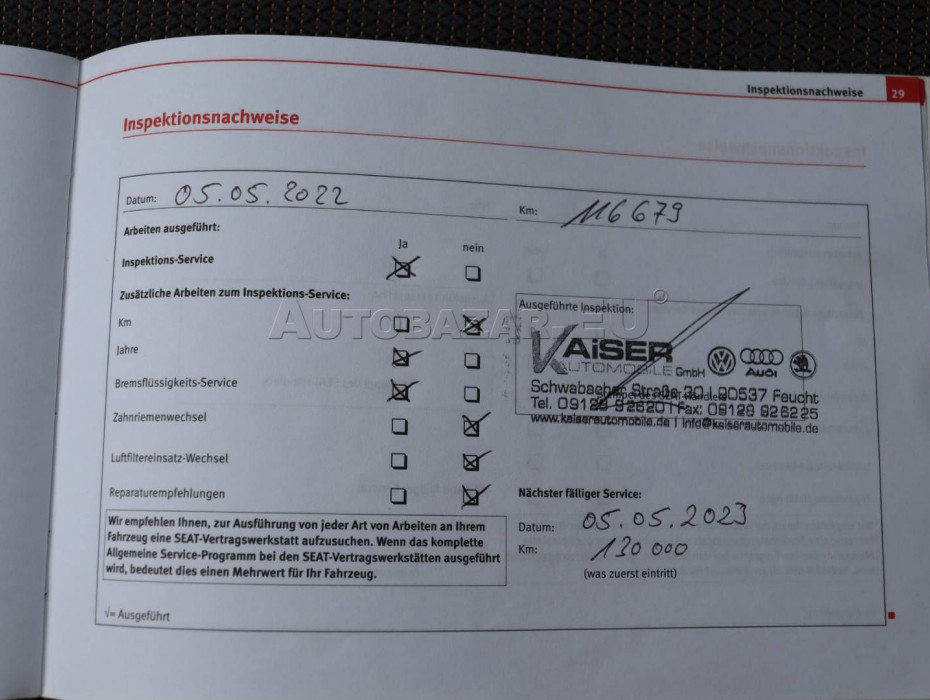 Inspektionsnachweise 29
Inspektionsnachweise
Datum: 05.05.2022 Km: 116 679
Arbeiten ausgeführt:
Ja nein
Inspektions-Service
Zusätzliche Arbeiten zum Inspektions-Service:
Km
Jahre
Bremsflüssigkeits-Service
Zahnriemenwechsel
Luftfiltereinsatz-Wechsel
Reparaturempfehlungen
Ausgeführte Inspektion:
KAiSER
AUTOMOBILE GmbH
Audi
Schwabacher Straße 30 | 90537 Feucht
Tel. 09128 92620 | Fax: 09128 926225
www.kaiserautomobile.de | info@kaiserautomobile.de
AUTOBAZAR.EU®
Nächster fälliger Service:
Datum: 05.05.2023
Km: 130 000
(was zuerst eintritt)
Wir empfehlen Ihnen, zur Ausführung von jeder Art von Arbeiten an Ihrem
Fahrzeug eine SEAT-Vertragswerkstatt aufzusuchen. Wenn das komplette
Allgemeine Service-Programm bei den SEAT-Vertragswerkstätten ausgeführt
wird, bedeutet dies einen Mehrwert für Ihr Fahrzeug.
√= Ausgeführt